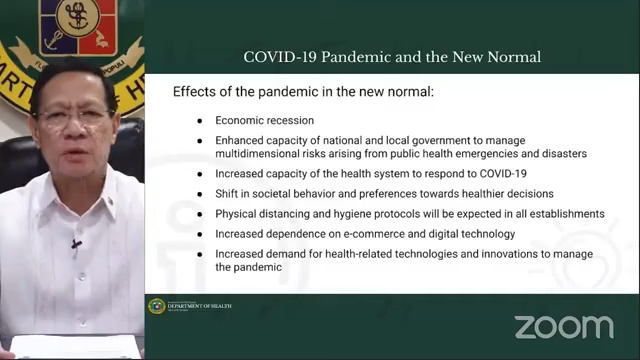 COVID-19 Pandemic and the New Normal
Effects of the pandemic in the new normal:
● Economic recession
● Enhanced capacity of national and local government to manage
multidimensional risks arising from public health emergencies and disasters
● Increased capacity of the health system to respond to COVID-19
● Shift in societal behavior and preferences towards healthier decisions
● Physical distancing and hygiene protocols will be expected in all establishments
● Increased dependence on e-commerce and digital technology
● Increased demand for health-related technologies and innovations to manage
the pandemic
DEPARTMENT OF HEALTH
zoom
POPULI